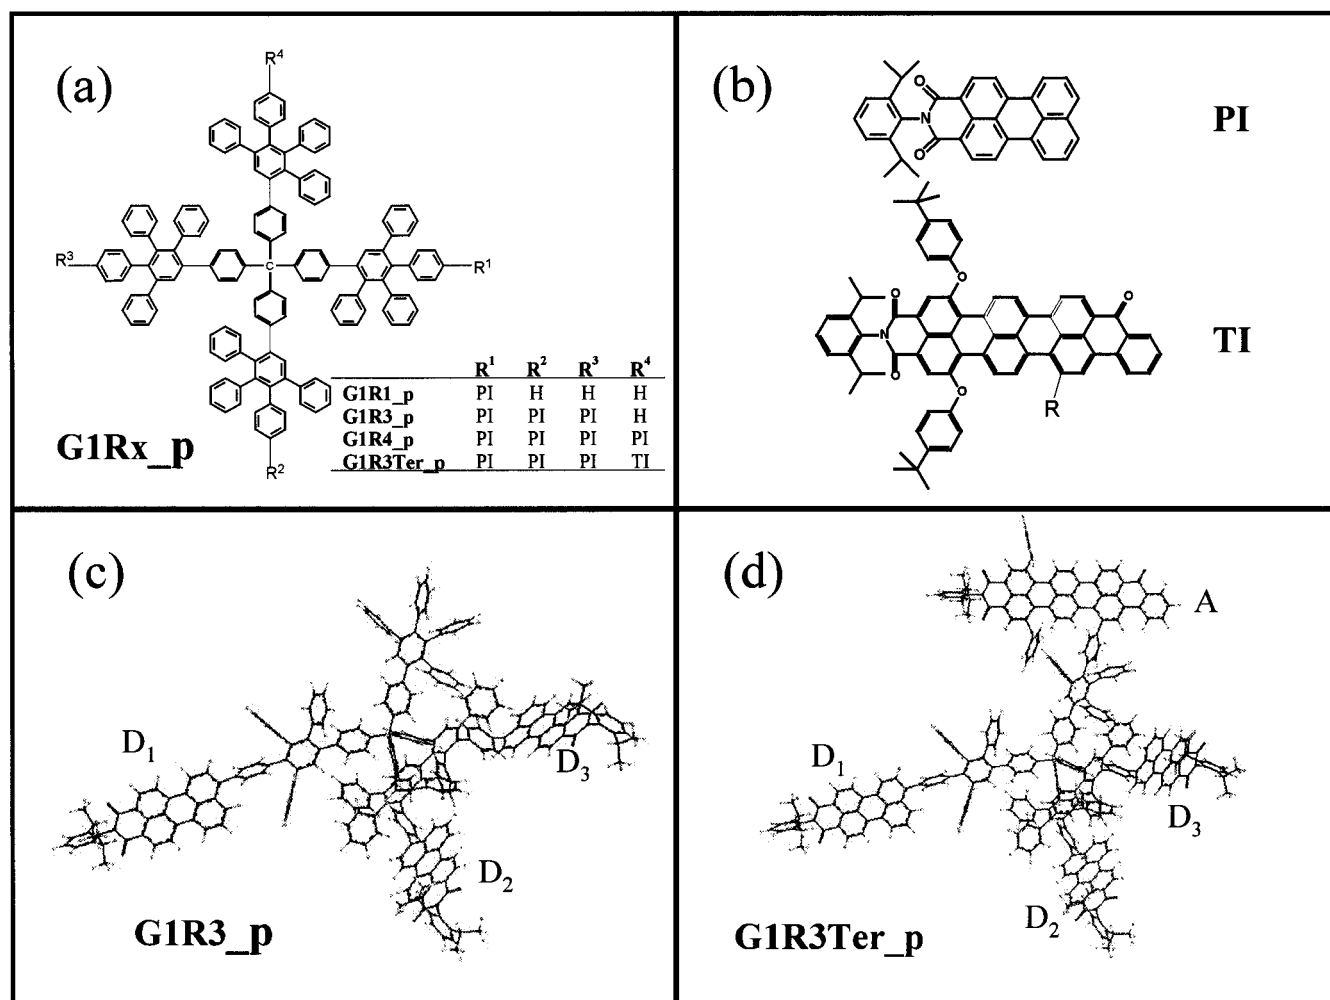 (a)
R⁴
R³
C
R¹
R¹ R² R³ R⁴
G1R1_p PI H H H
G1R3_p PI PI PI H
G1R4_p PI PI PI PI
G1R3Ter_p PI PI PI TI
G1Rx_p
R²
(b)
O
N
O
PI
O
O
O
N
TI
O
O
R
(c)
D₁
D₃
D₂
G1R3_p
(d)
A
D₁
D₃
D₂
G1R3Ter_p